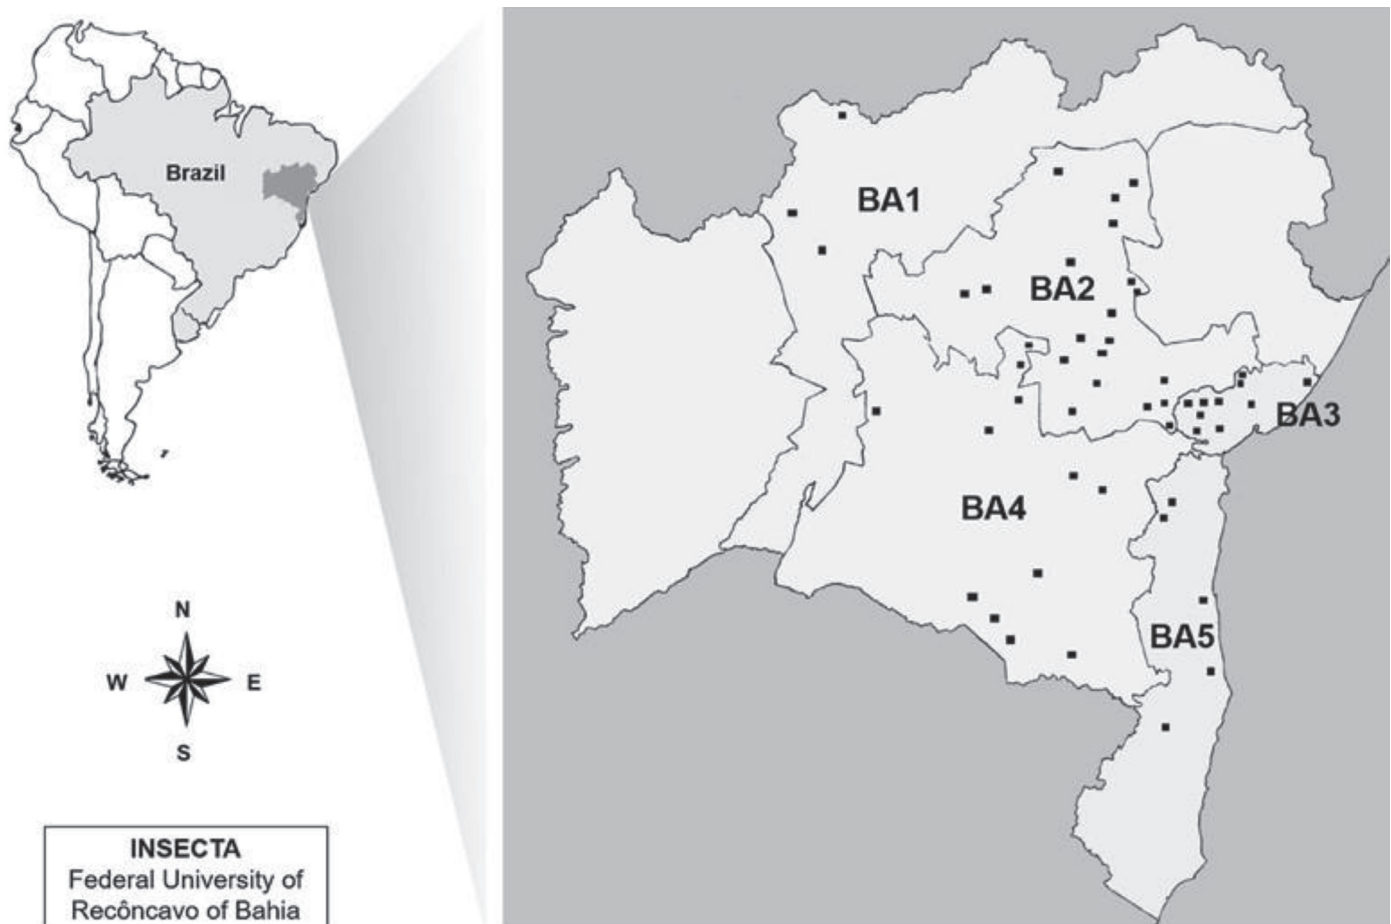 Brazil
N
W
E
S
INSECTA
Federal University of
Recôncavo of Bahia
BA1
BA2
BA3
BA4
BA5